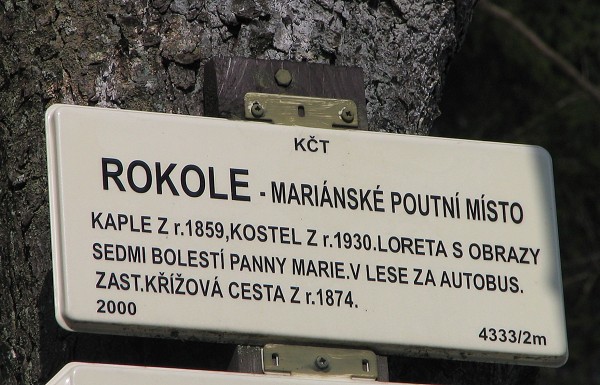 KČT
ROKOLE - MARIÁNSKÉ POUTNÍ MÍSTO
KAPLE Z r.1859,KOSTEL Z r.1930.LORETA S OBRAZY
SEDMI BOLESTÍ PANNY MARIE.V LESE ZA AUTOBUS.
ZAST.KŘÍŽOVÁ CESTA Z r.1874.
2000
4333/2m